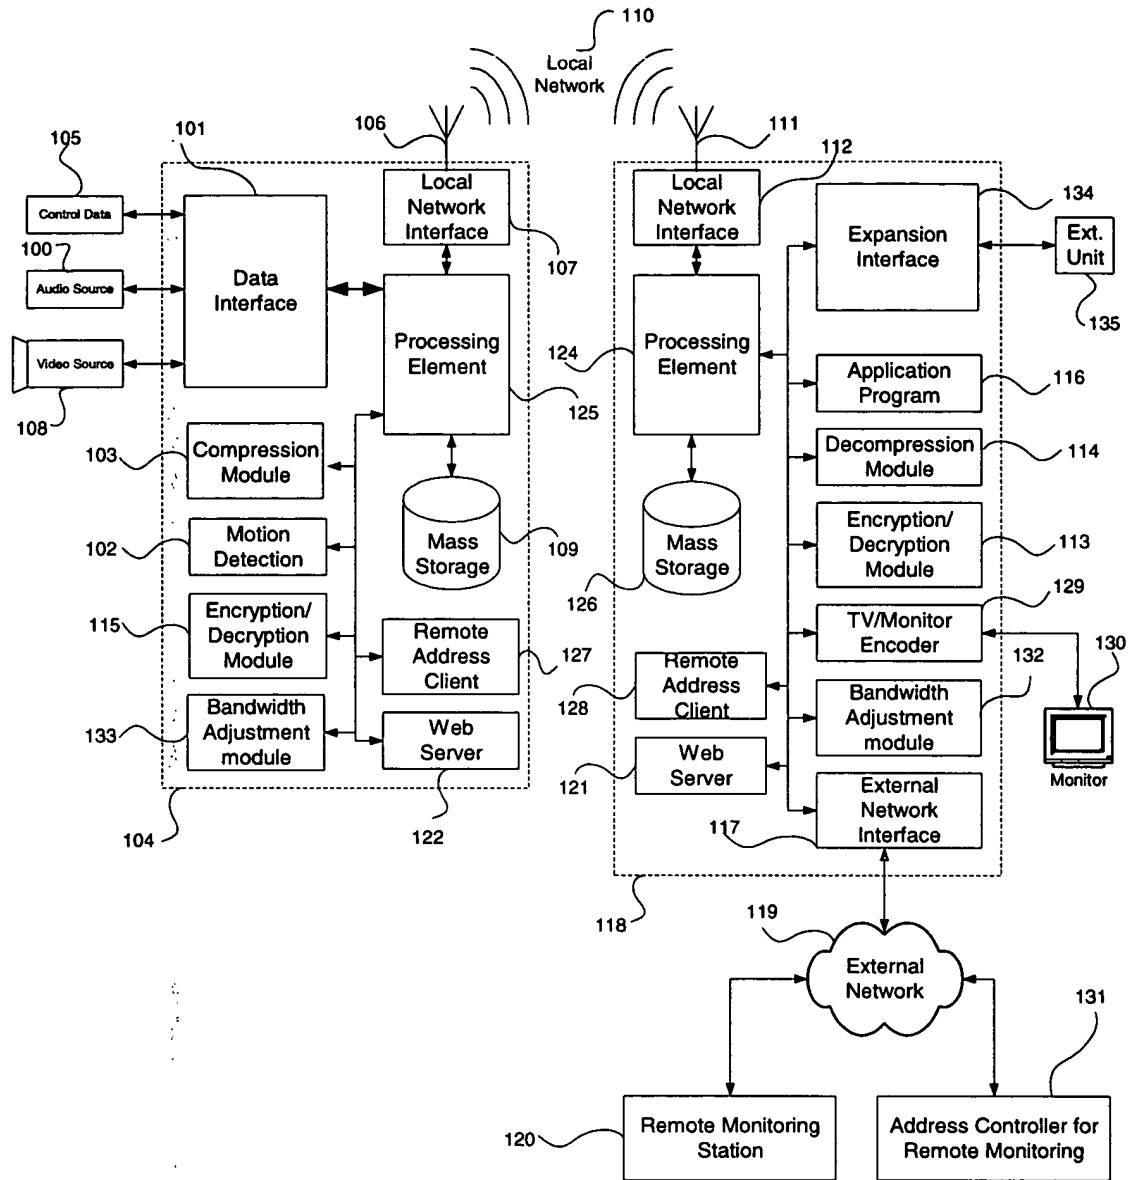 110
Local
Network
106
111
101
112
105
Control Data
100
Audio Source
Video Source
108
Data
Interface
Local
Network
Interface
107
Processing
Element
125
103
Compression
Module
102
Motion
Detection
115
Encryption/
Decryption
Module
133
Bandwidth
Adjustment
module
Mass
Storage
109
Remote
Address
Client
127
Web
Server
122
104
Local
Network
Interface
124
Processing
Element
Mass
Storage
126
Remote
Address
Client
128
Web
Server
121
Expansion
Interface
134
Ext.
Unit
135
Application
Program
116
Decompression
Module
114
Encryption/
Decryption
Module
113
129
TV/Monitor
Encoder
132
130
Bandwidth
Adjustment
module
Monitor
External
Network
Interface
117
118
119
External
Network
131
120
Remote Monitoring
Station
Address Controller for
Remote Monitoring